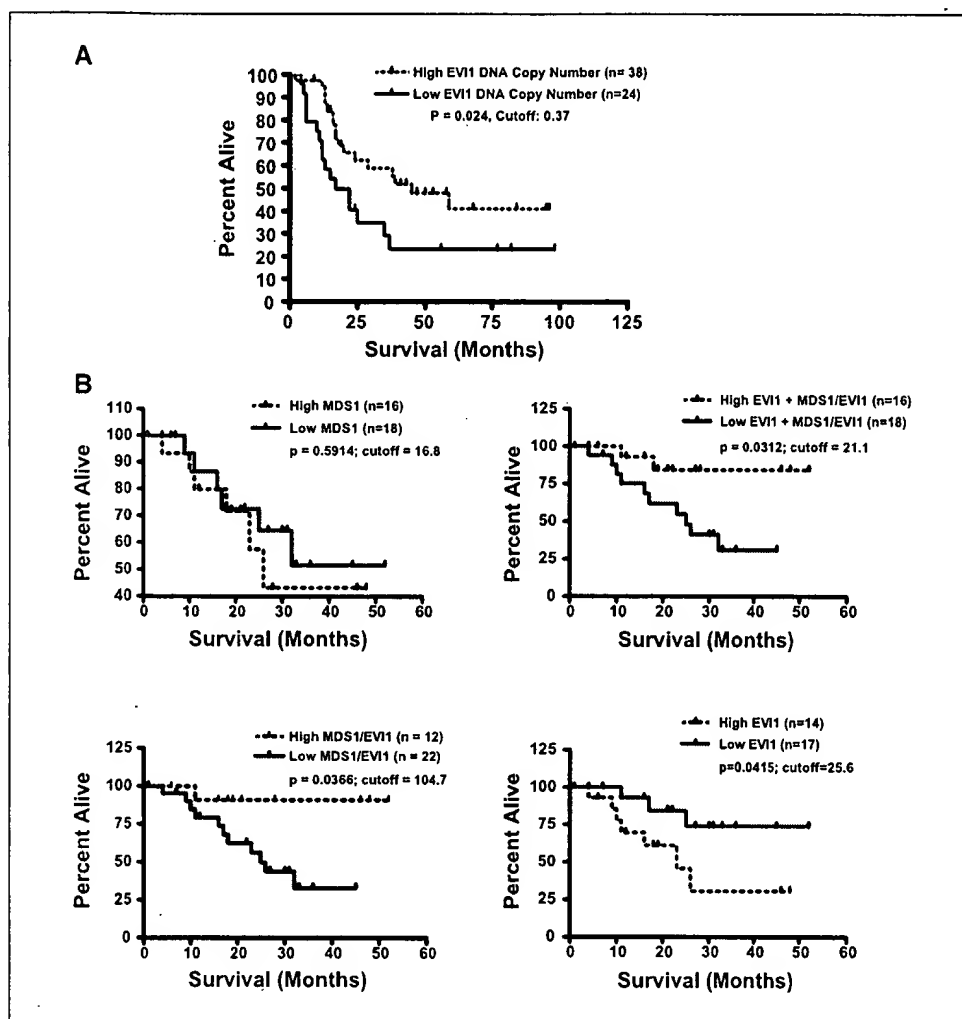 A
High EVI1 DNA Copy Number (n= 38)
Low EVI1 DNA Copy Number (n=24)
P = 0.024, Cutoff: 0.37
100
90
80
70
60
50
40
30
20
10
0
Percent Alive
0 25 50 75 100 125
Survival (Months)
B
High MDS1 (n=16)
Low MDS1 (n=18)
p = 0.5914; cutoff = 16.8
110
100
90
80
70
60
50
40
Percent Alive
0 10 20 30 40 50 60
Survival (Months)
High EVI1 + MDS1/EVI1 (n=16)
Low EVI1 + MDS1/EVI1 (n=18)
p = 0.0312; cutoff = 21.1
125
100
75
50
25
0
Percent Alive
0 10 20 30 40 50 60
Survival (Months)
High MDS1/EVI1 (n = 12)
Low MDS1/EVI1 (n = 22)
p = 0.0366; cutoff = 104.7
125
100
75
50
25
0
Percent Alive
0 10 20 30 40 50 60
Survival (Months)
High EVI1 (n=14)
Low EVI1 (n=17)
p=0.0415; cutoff=25.6
125
100
75
50
25
0
Percent Alive
0 10 20 30 40 50 60
Survival (Months)